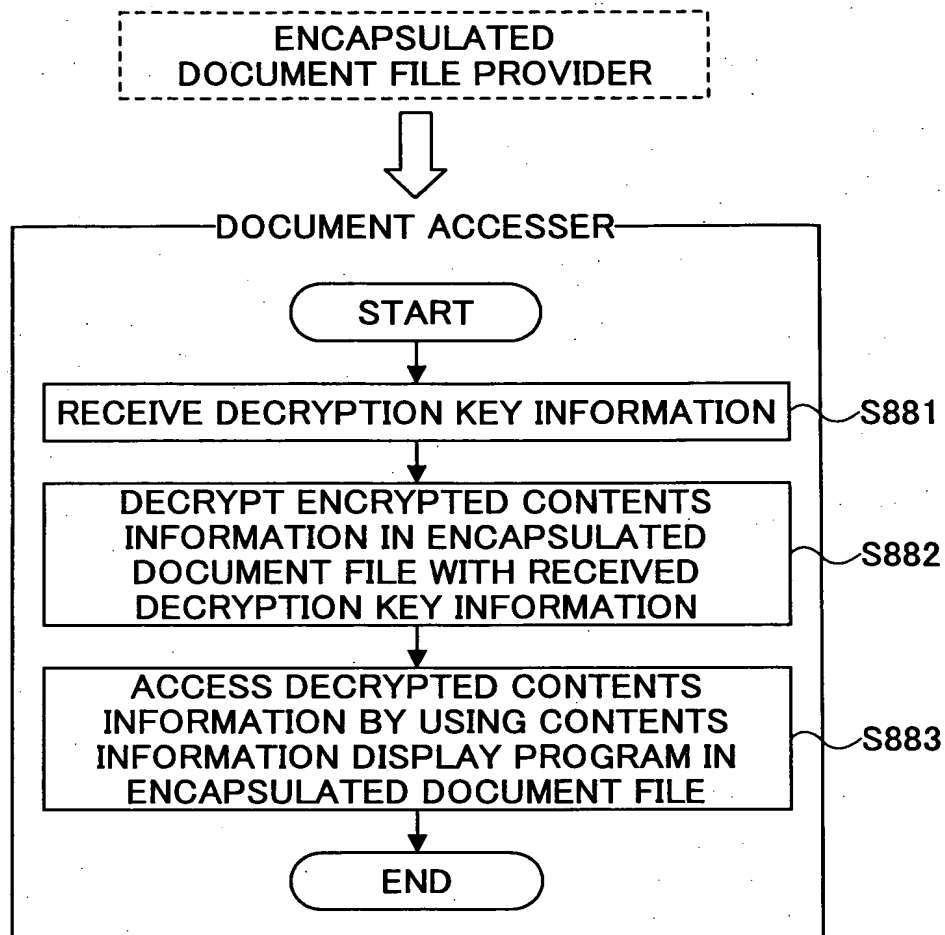 ENCAPSULATED
DOCUMENT FILE PROVIDER
DOCUMENT ACCESSER
START
RECEIVE DECRYPTION KEY INFORMATION
S881
DECRYPT ENCRYPTED CONTENTS
INFORMATION IN ENCAPSULATED
DOCUMENT FILE WITH RECEIVED
DECRYPTION KEY INFORMATION
S882
ACCESS DECRYPTED CONTENTS
INFORMATION BY USING CONTENTS
INFORMATION DISPLAY PROGRAM IN
ENCAPSULATED DOCUMENT FILE
S883
END